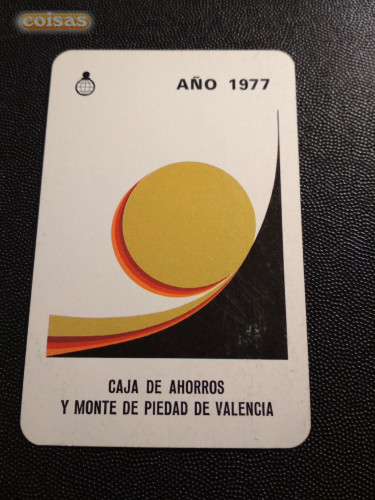 coisas
AÑO 1977
CAJA DE AHORROS
Y MONTE DE PIEDAD DE VALENCIA